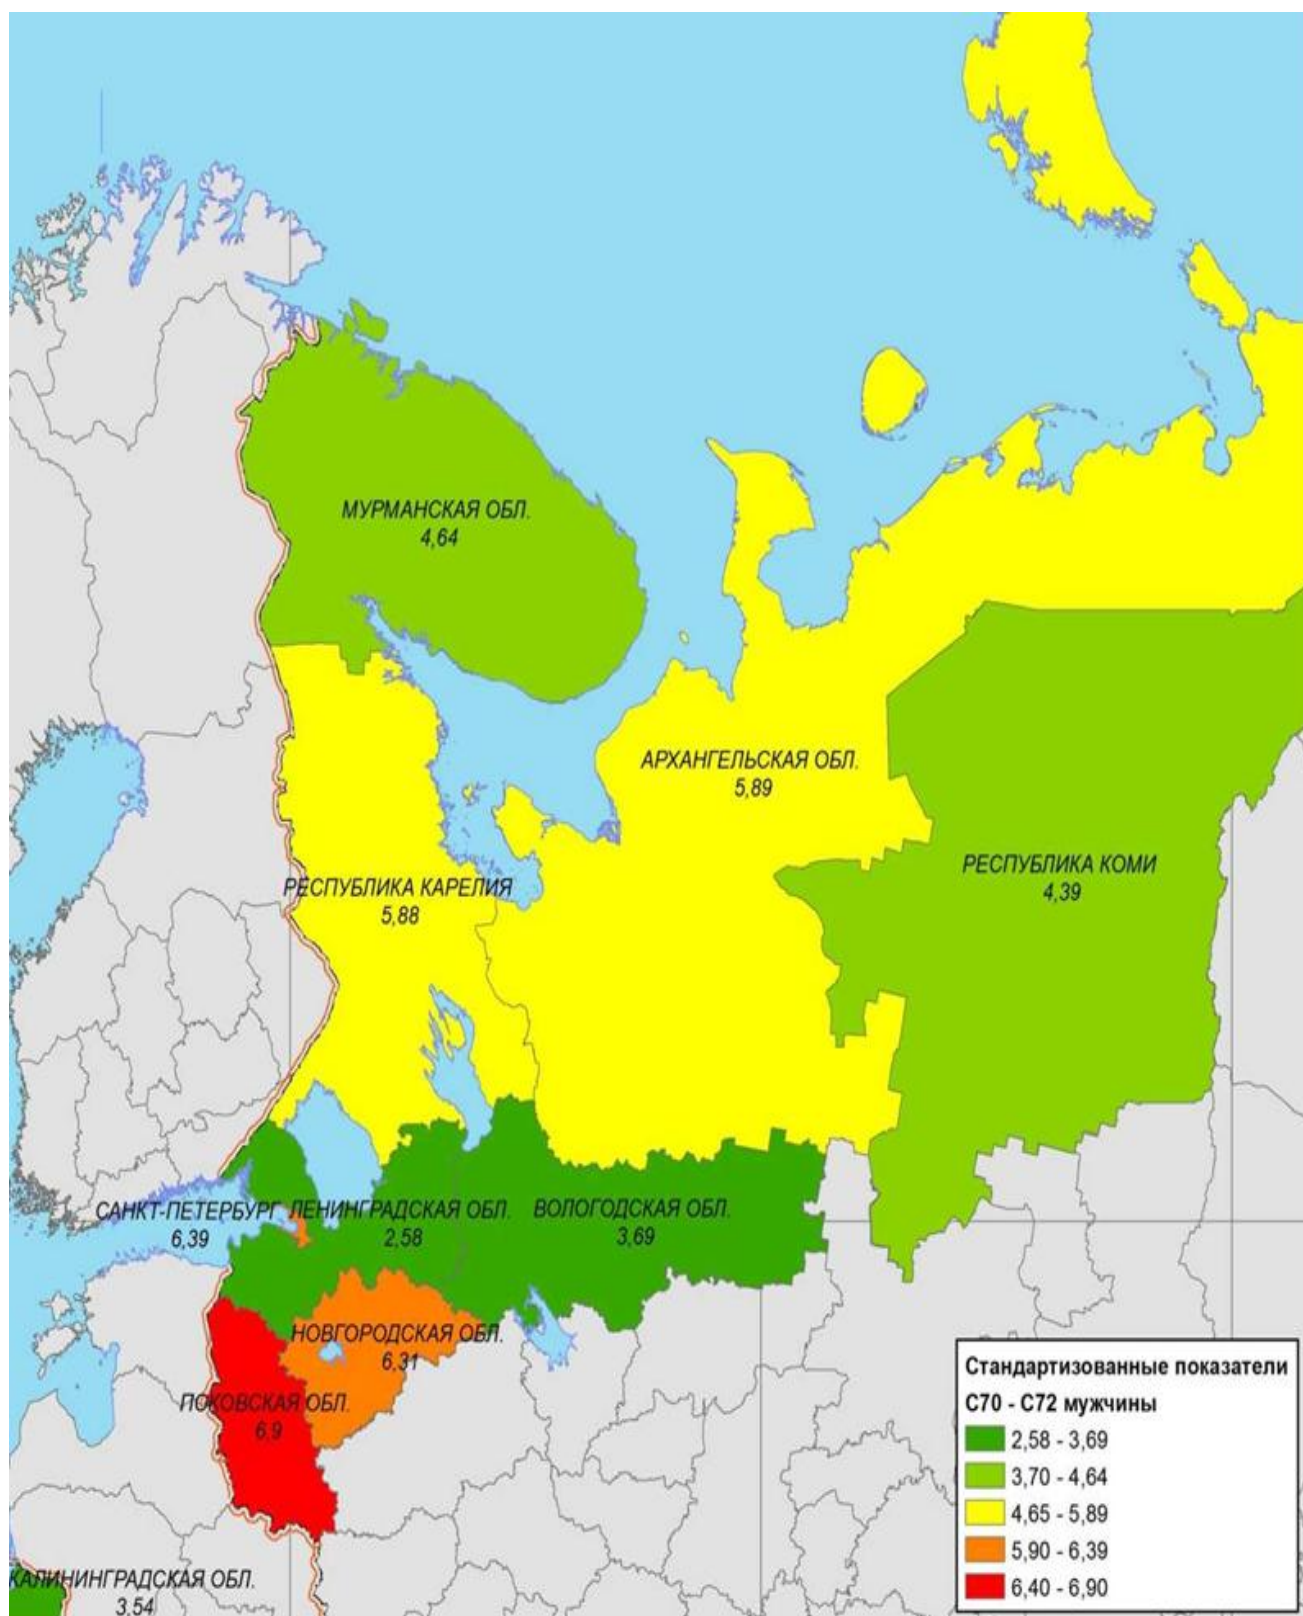 МУРМАНСКАЯ ОБЛ.
4,64
АРХАНГЕЛЬСКАЯ ОБЛ.
5,89
РЕСПУБЛИКА КОМИ
4,39
РЕСПУБЛИКА КАРЕЛИЯ
5,88
САНКТ-ПЕТЕРБУРГ
6,39
ЛЕНИНГРАДСКАЯ ОБЛ.
2,58
ВОЛОГОДСКАЯ ОБЛ.
3,69
НОВГОРОДСКАЯ ОБЛ.
6,31
ПСКОВСКАЯ ОБЛ.
6,9
КАЛИНИНГРАДСКАЯ ОБЛ.
3,54
Стандартизованные показатели
С70 - С72 мужчины
2,58 - 3,69
3,70 - 4,64
4,65 - 5,89
5,90 - 6,39
6,40 - 6,90